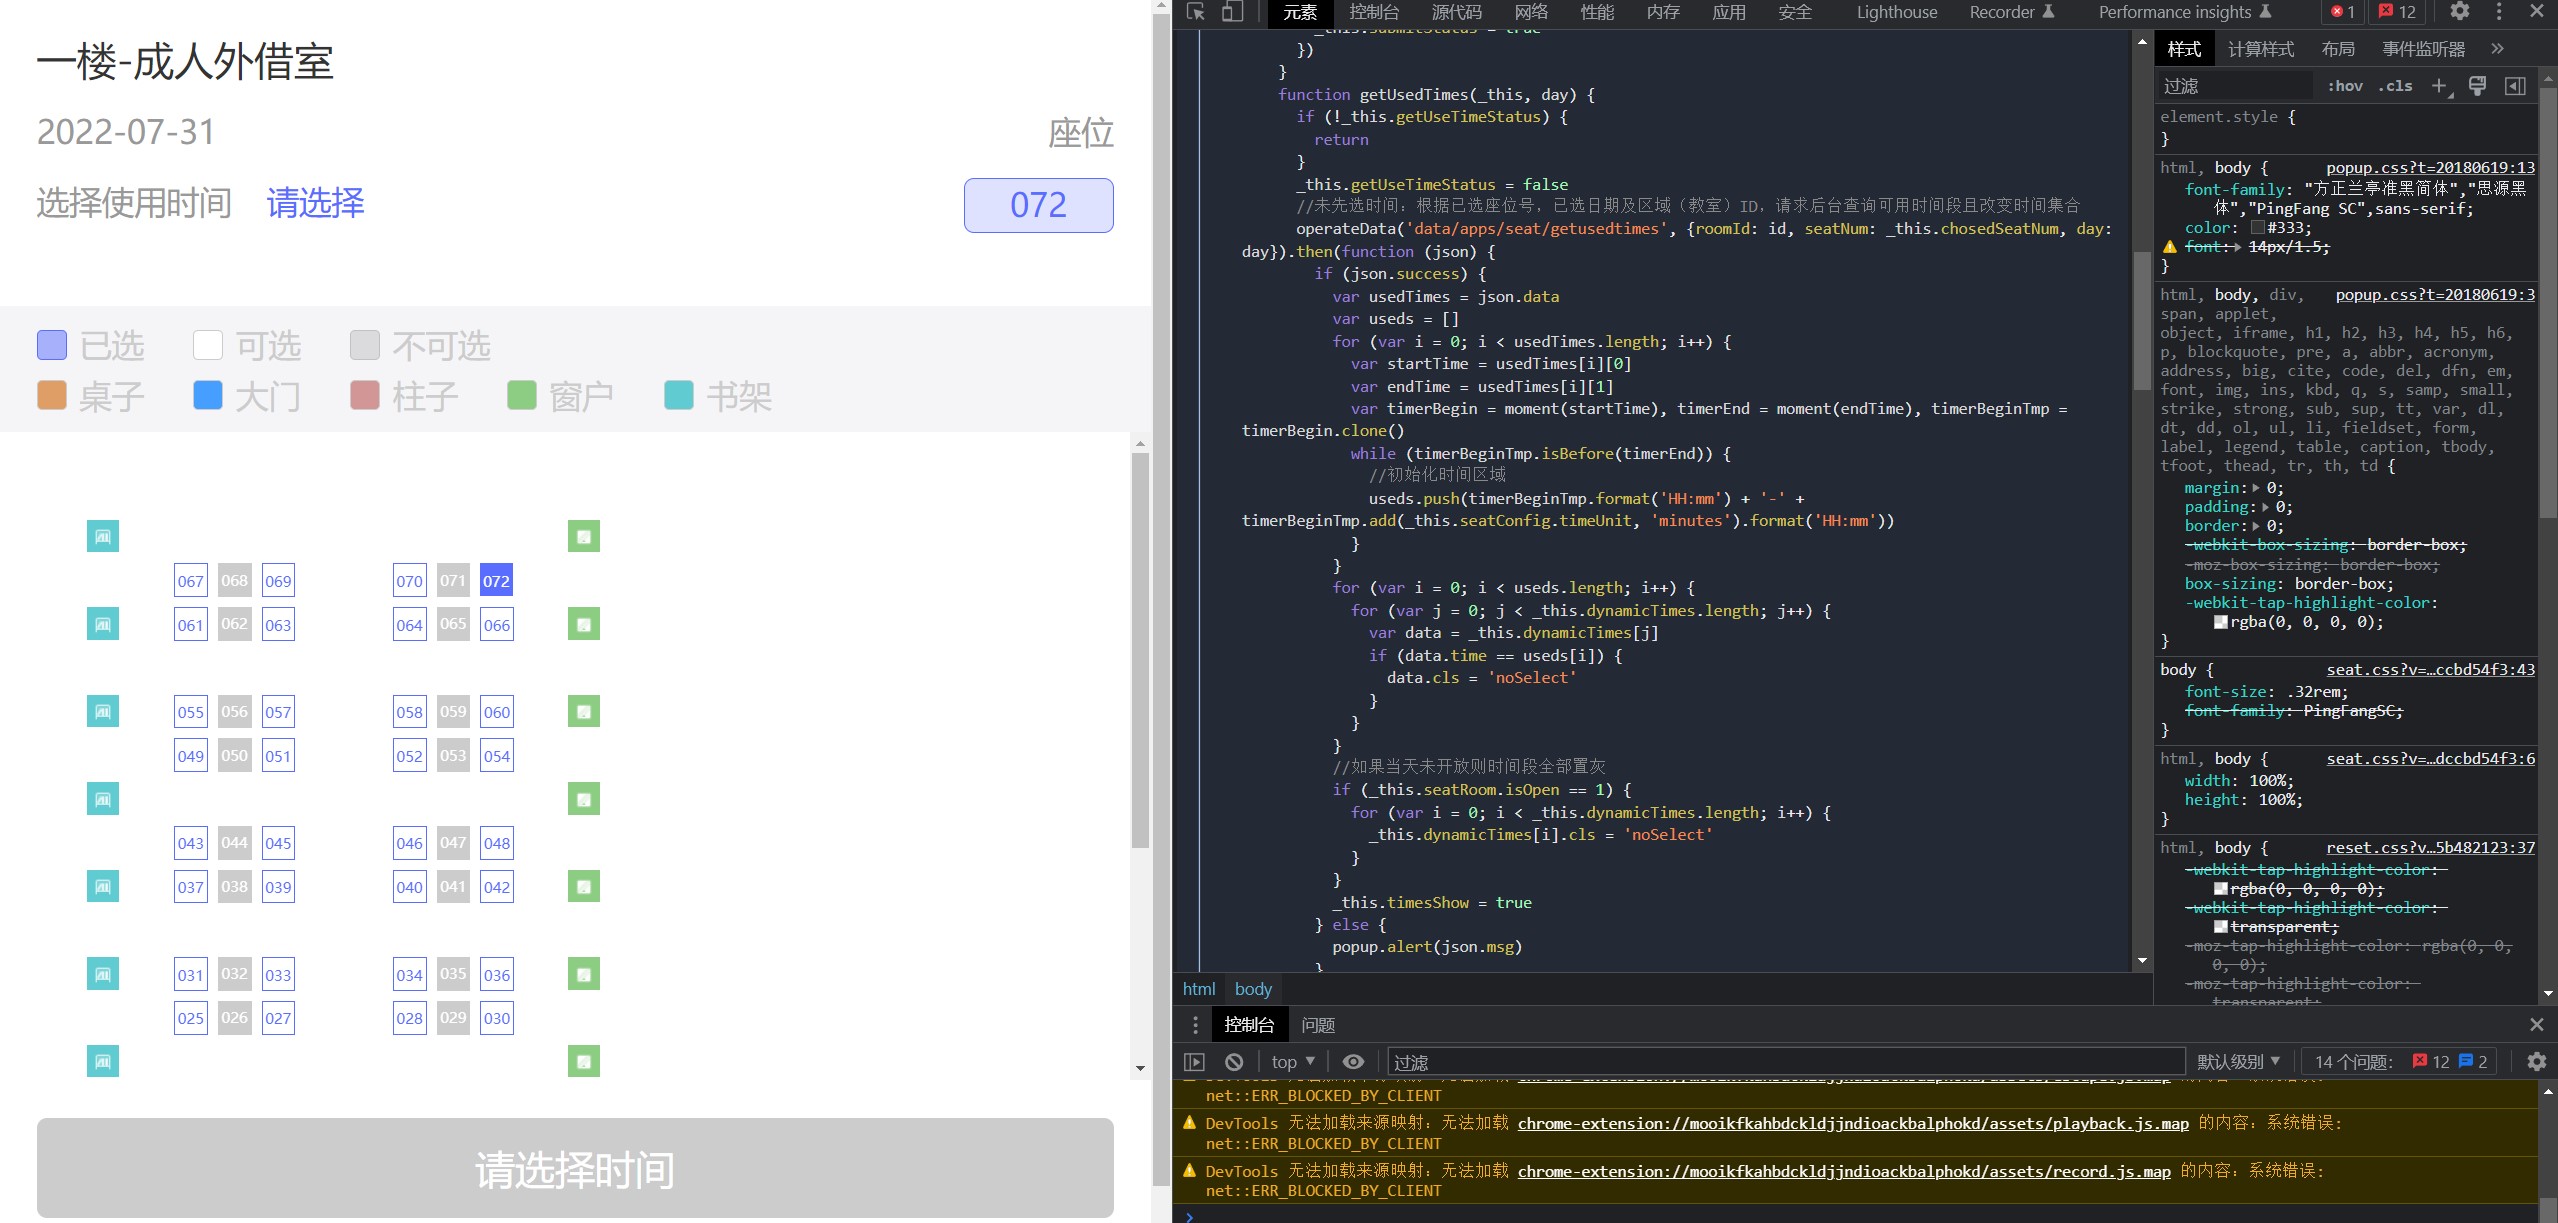 一楼-成人外借室
2022-07-31
座位
选择使用时间 请选择
072
已选 可选 不可选
桌子 大门 柱子 窗户 书架
067 068 069 070 071 072
061 062 063 064 065 066
055 056 057 058 059 060
049 050 051 052 053 054
043 044 045 046 047 048
037 038 039 040 041 042
031 032 033 034 035 036
025 026 027 028 029 030
请选择时间
元素 控制台 源代码 网络 性能 内存 应用 安全 Lighthouse Recorder Performance insights 1 12
_this.submitStatus = true
})
}
function getUsedTimes(_this, day) {
if (!_this.getUseTimeStatus) {
return
}
_this.getUseTimeStatus = false
//未先选时间：根据已选座位号，已选日期及区域（教室）ID，请求后台查询可用时间段且改变时间集合
operateData('data/apps/seat/getusedtimes', {roomId: id, seatNum: _this.chosedSeatNum, day:
day}).then(function (json) {
if (json.success) {
var usedTimes = json.data
var useds = []
for (var i = 0; i < usedTimes.length; i++) {
var startTime = usedTimes[i][0]
var endTime = usedTimes[i][1]
var timerBegin = moment(startTime), timerEnd = moment(endTime), timerBeginTmp =
timerBegin.clone()
while (timerBeginTmp.isBefore(timerEnd)) {
//初始化时间区域
useds.push(timerBeginTmp.format('HH:mm') + '-' +
timerBeginTmp.add(_this.seatConfig.timeUnit, 'minutes').format('HH:mm'))
}
}
for (var i = 0; i < useds.length; i++) {
for (var j = 0; j < _this.dynamicTimes.length; j++) {
var data = _this.dynamicTimes[j]
if (data.time == useds[i]) {
data.cls = 'noSelect'
}
}
}
//如果当天未开放则时间段全部置灰
if (_this.seatRoom.isOpen == 1) {
for (var i = 0; i < _this.dynamicTimes.length; i++) {
_this.dynamicTimes[i].cls = 'noSelect'
}
}
_this.timesShow = true
} else {
popup.alert(json.msg)
}
html body
样式 计算样式 布局 事件监听器 »
过滤 :hov .cls +
element.style {
}
html, body { popup.css?t=20180619:13
font-family: "方正兰亭准黑简体","思源黑
体","PingFang SC",sans-serif;
color: #333;
font: 14px/1.5;
}
html, body, div, popup.css?t=20180619:3
span, applet,
object, iframe, h1, h2, h3, h4, h5, h6,
p, blockquote, pre, a, abbr, acronym,
address, big, cite, code, del, dfn, em,
font, img, ins, kbd, q, s, samp, small,
strike, strong, sub, sup, tt, var, dl,
dt, dd, ol, ul, li, fieldset, form,
label, legend, table, caption, tbody,
tfoot, thead, tr, th, td {
margin: 0;
padding: 0;
border: 0;
-webkit-box-sizing: border-box;
-moz-box-sizing: border-box;
box-sizing: border-box;
-webkit-tap-highlight-color:
rgba(0, 0, 0, 0);
}
body { seat.css?v=…ccbd54f3:43
font-size: .32rem;
font-family: PingFangSC;
}
html, body { seat.css?v=…dccbd54f3:6
width: 100%;
height: 100%;
}
html, body { reset.css?v…5b482123:37
-webkit-tap-highlight-color:
rgba(0, 0, 0, 0);
-webkit-tap-highlight-color:
transparent;
-moz-tap-highlight-color: rgba(0, 0,
0, 0);
-moz-tap-highlight-color:
transparent;
控制台 问题
top 过滤 默认级别 14 个问题: 12 2
net::ERR_BLOCKED_BY_CLIENT
DevTools 无法加载来源映射：无法加载 chrome-extension://mooikfkahbdckldjjndioackbalphokd/assets/playback.js.map 的内容：系统错误:
net::ERR_BLOCKED_BY_CLIENT
DevTools 无法加载来源映射：无法加载 chrome-extension://mooikfkahbdckldjjndioackbalphokd/assets/record.js.map 的内容：系统错误:
net::ERR_BLOCKED_BY_CLIENT